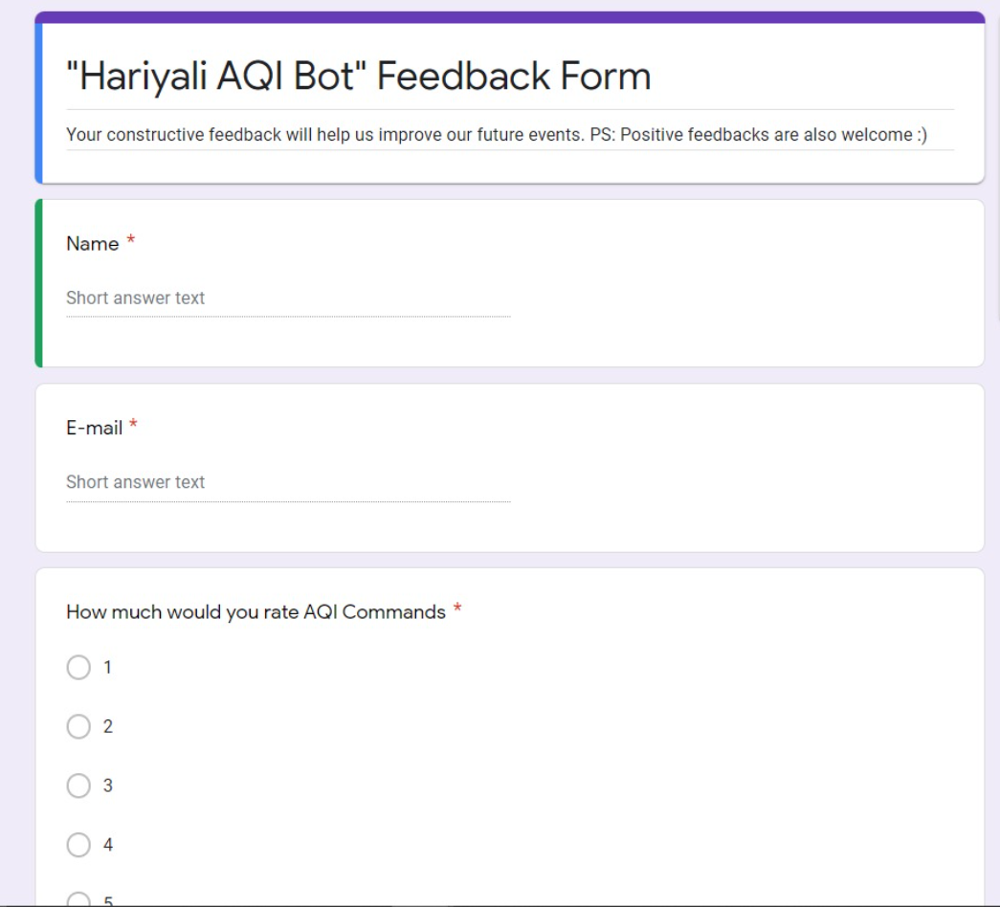 "Hariyali AQI Bot" Feedback Form
Your constructive feedback will help us improve our future events. PS: Positive feedbacks are also welcome :)
Name *
Short answer text
E-mail *
Short answer text
How much would you rate AQI Commands *
1
2
3
4
5